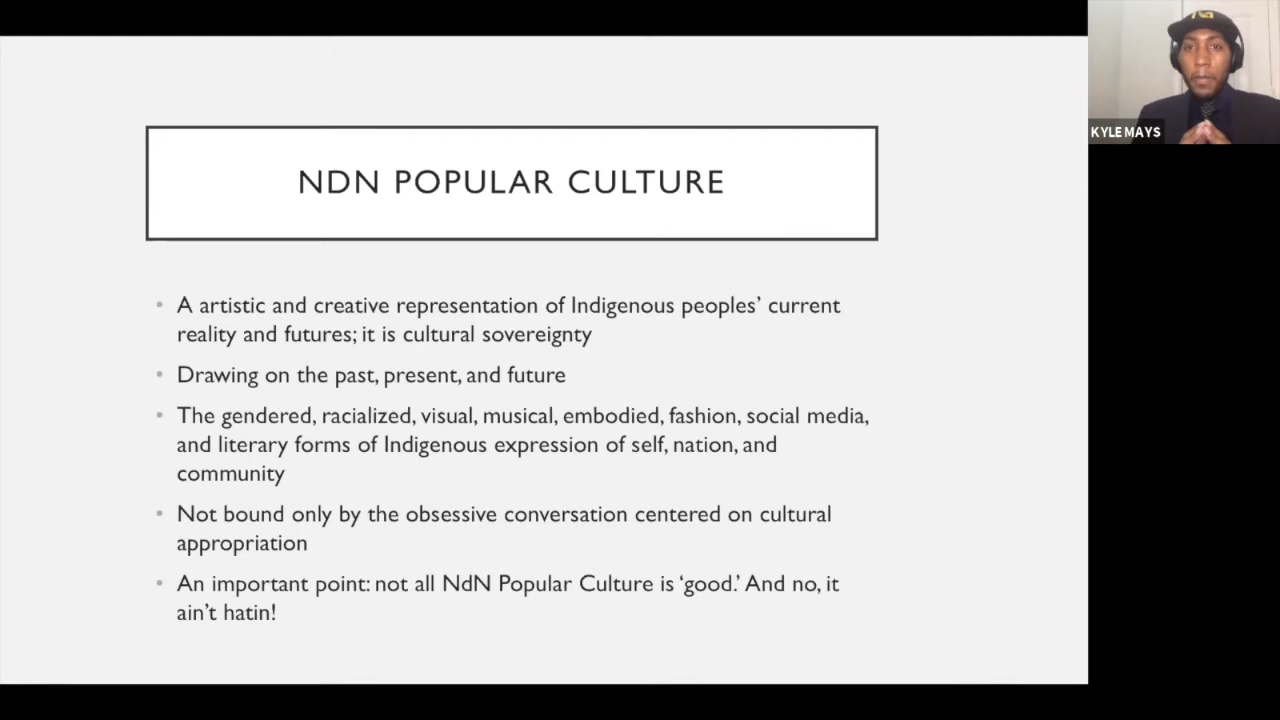 NDN POPULAR CULTURE
KYLE MAYS
• A artistic and creative representation of Indigenous peoples’ current
reality and futures; it is cultural sovereignty
• Drawing on the past, present, and future
• The gendered, racialized, visual, musical, embodied, fashion, social media,
and literary forms of Indigenous expression of self, nation, and
community
• Not bound only by the obsessive conversation centered on cultural
appropriation
• An important point: not all NdN Popular Culture is ‘good.’ And no, it
ain’t hatin!